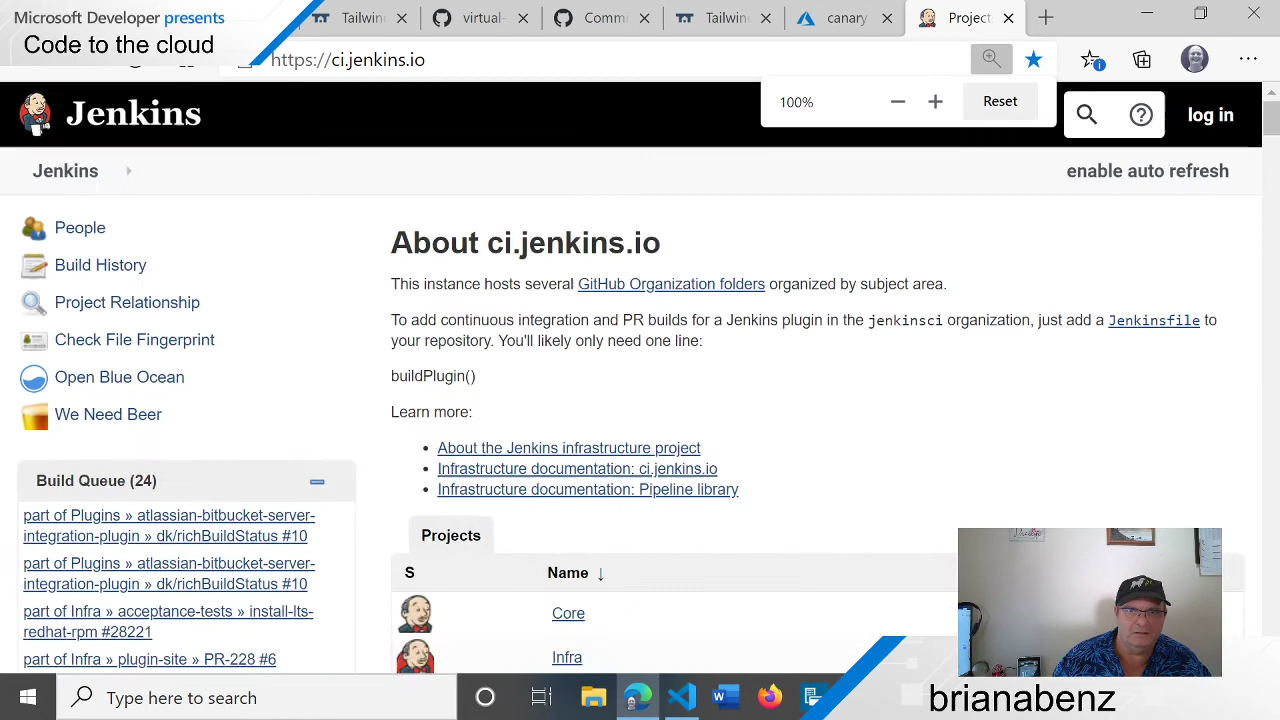 Microsoft Developer presents
Code to the cloud
Tailwin
virtual-
Commi
Tailwin
canary
Project
https://ci.jenkins.io
100%
Reset
Jenkins
log in
Jenkins
enable auto refresh
People
Build History
Project Relationship
Check File Fingerprint
Open Blue Ocean
We Need Beer
Build Queue (24)
part of Plugins » atlassian-bitbucket-server-
integration-plugin » dk/richBuildStatus #10
part of Plugins » atlassian-bitbucket-server-
integration-plugin » dk/richBuildStatus #10
part of Infra » acceptance-tests » install-lts-
redhat-rpm #28221
part of Infra » plugin-site » PR-228 #6
About ci.jenkins.io
This instance hosts several GitHub Organization folders organized by subject area.
To add continuous integration and PR builds for a Jenkins plugin in the jenkinsci organization, just add a Jenkinsfile to
your repository. You'll likely only need one line:
buildPlugin()
Learn more:
• About the Jenkins infrastructure project
• Infrastructure documentation: ci.jenkins.io
• Infrastructure documentation: Pipeline library
Projects
S Name ↓
Core
Infra
Type here to search
brianabenz